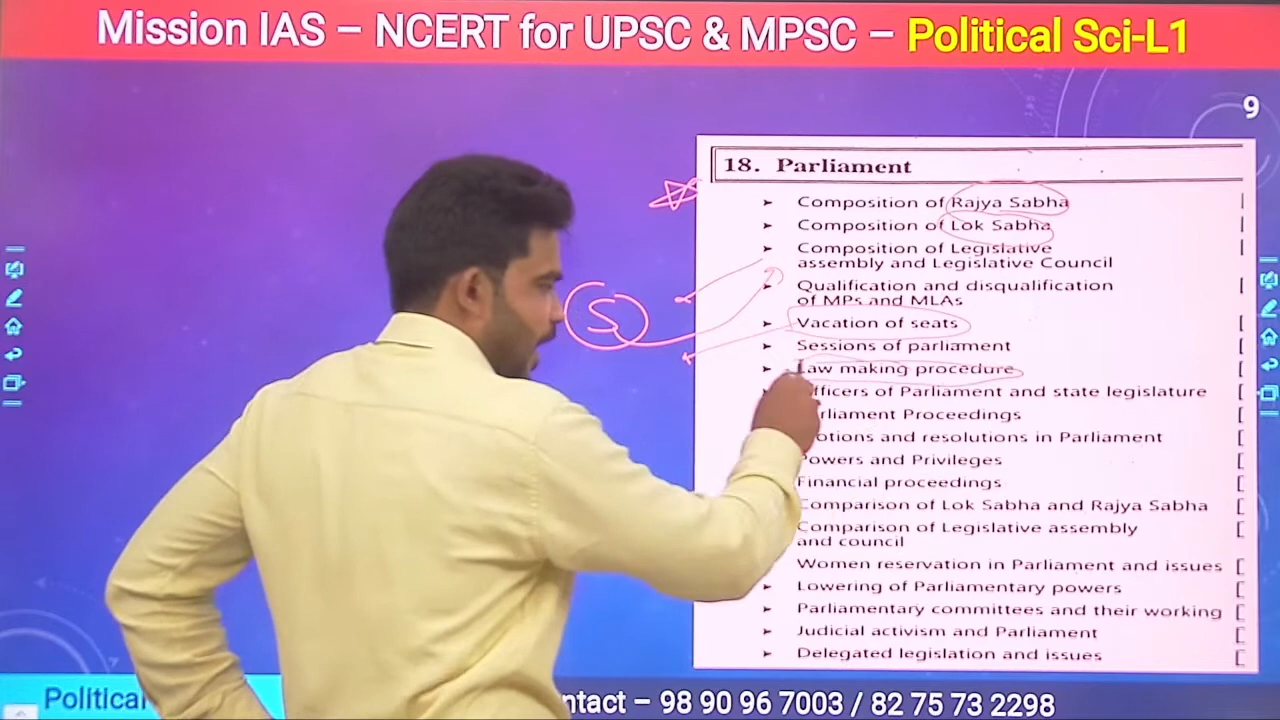 Mission IAS – NCERT for UPSC & MPSC – Political Sci-L1
9
18. Parliament
➤ Composition of Rajya Sabha
➤ Composition of Lok Sabha
➤ Composition of Legislative
assembly and Legislative Council
➤ Qualification and disqualification
of MPs and MLAs
➤ Vacation of seats
➤ Sessions of parliament
➤ Law making procedure
Officers of Parliament and state legislature
Parliament Proceedings
Motions and resolutions in Parliament
Powers and Privileges
Financial proceedings
Comparison of Lok Sabha and Rajya Sabha
Comparison of Legislative assembly
and council
Women reservation in Parliament and issues
➤ Lowering of Parliamentary powers
➤ Parliamentary committees and their working
➤ Judicial activism and Parliament
➤ Delegated legislation and issues
S
Political
ntact – 98 90 96 7003 / 82 75 73 2298